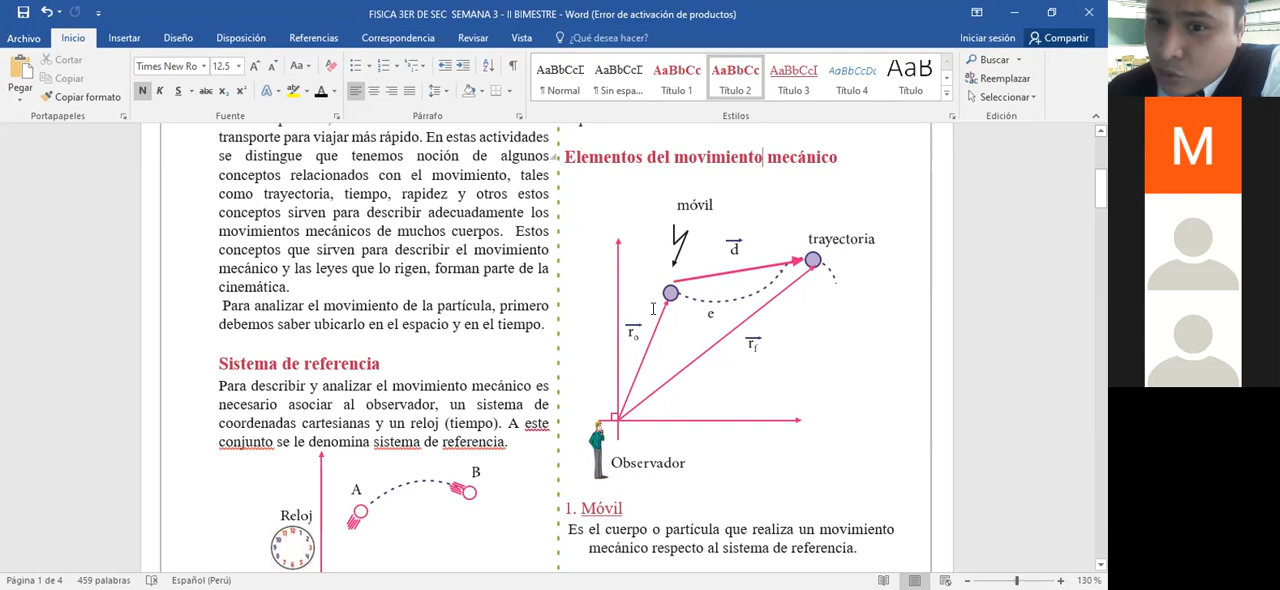 FISICA 3ER DE SEC SEMANA 3 - II BIMESTRE - Word (Error de activación de productos)
Archivo Inicio Insertar Diseño Disposición Referencias Correspondencia Revisar Vista ¿Qué desea hacer? Iniciar sesión Compartir
Pegar
Cortar
Copiar
Copiar formato
Portapapeles
Times New Ro 12.5
N K S abc x₂ x²
Fuente
Párrafo
AaBbCcI AaBbCcI AaBbCc AaBbCc AaBbCcI AaBbCcDc AaB
¶ Normal ¶ Sin espa... Título 1 Título 2 Título 3 Título 4 Título
Estilos
Buscar
Reemplazar
Seleccionar
Edición
transporte para viajar más rápido. En estas actividades
se distingue que tenemos noción de algunos
conceptos relacionados con el movimiento, tales
como trayectoria, tiempo, rapidez y otros estos
conceptos sirven para describir adecuadamente los
movimientos mecánicos de muchos cuerpos. Estos
conceptos que sirven para describir el movimiento
mecánico y las leyes que lo rigen, forman parte de la
cinemática.
Para analizar el movimiento de la partícula, primero
debemos saber ubicarlo en el espacio y en el tiempo.
Sistema de referencia
Para describir y analizar el movimiento mecánico es
necesario asociar al observador, un sistema de
coordenadas cartesianas y un reloj (tiempo). A este
conjunto se le denomina sistema de referencia.
A
B
Reloj
Elementos del movimiento mecánico
móvil
trayectoria
d
e
r₀
r_f
Observador
1. Móvil
Es el cuerpo o partícula que realiza un movimiento
mecánico respecto al sistema de referencia.
M
Página 1 de 4 459 palabras Español (Perú) 130 %